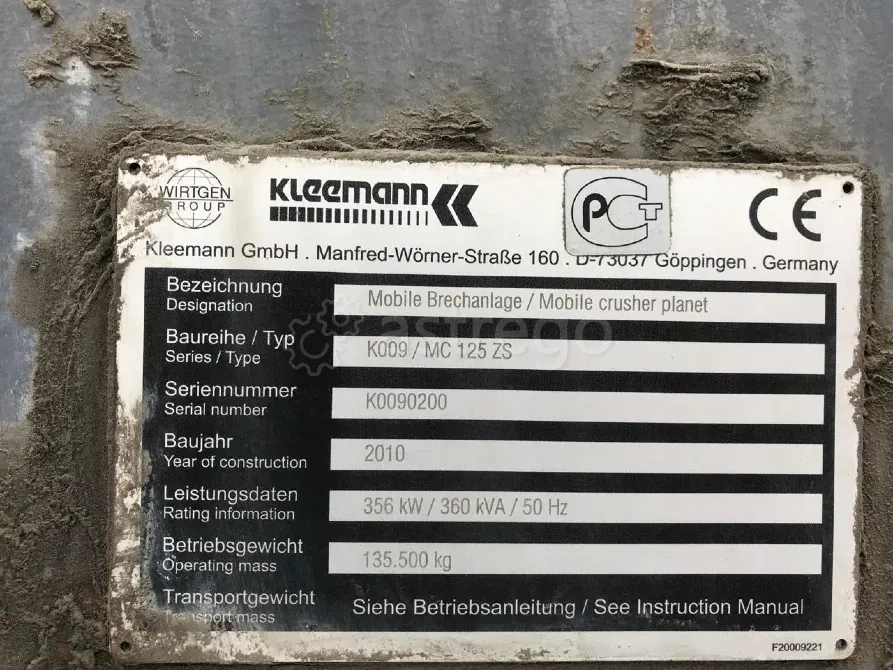 WIRTGEN
GROUP
KLEEMANN
PCT
CE
Kleemann GmbH . Manfred-Wörner-Straße 160 . D-73037 Göppingen . Germany
Bezeichnung
Designation
Mobile Brechanlage / Mobile crusher planet
Baureihe / Typ
Series / Type
K009 / MC 125 ZS
astrego
Seriennummer
Serial number
K0090200
Baujahr
Year of construction
2010
Leistungsdaten
Rating information
356 kW / 360 kVA / 50 Hz
Betriebsgewicht
Operating mass
135.500 kg
Transportgewicht
Transport mass
Siehe Betriebsanleitung / See Instruction Manual
F20009221